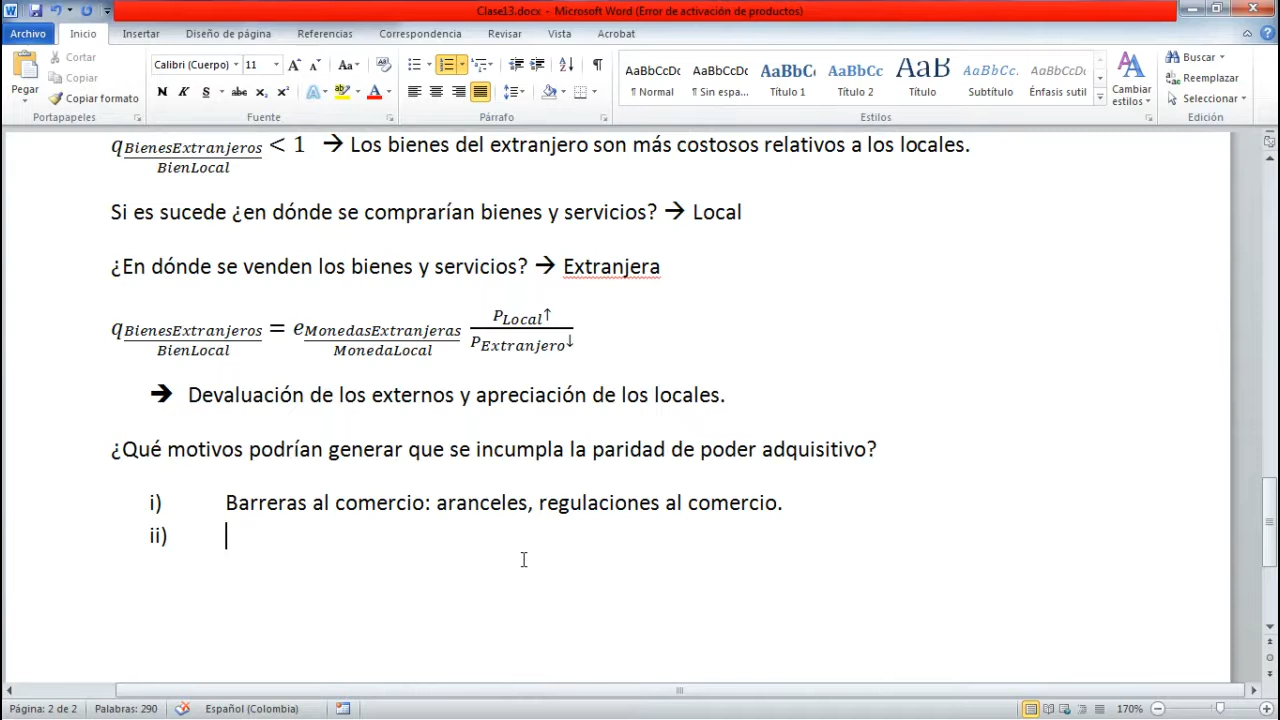 Clase13.docx - Microsoft Word (Error de activación de productos)
Archivo Inicio Insertar Diseño de página Referencias Correspondencia Revisar Vista Acrobat
Pegar
Cortar
Copiar
Copiar formato
Portapapeles
Calibri (Cuerpo) 11
Fuente
Párrafo
AaBbCcDc AaBbCcDc AaBbC AaBbCc AaB AaBbCc. AaBbCcDc
¶ Normal ¶ Sin espa... Título 1 Título 2 Título Subtítulo Énfasis sutil
Cambiar estilos
Estilos
Buscar
Reemplazar
Seleccionar
Edición
q BienesExtranjeros/BienLocal < 1 → Los bienes del extranjero son más costosos relativos a los locales.
Si es sucede ¿en dónde se comprarían bienes y servicios? → Local
¿En dónde se venden los bienes y servicios? → Extranjera
q BienesExtranjeros/BienLocal = e MonedasExtranjeras/MonedaLocal P Local↑/P Extranjero↓
→ Devaluación de los externos y apreciación de los locales.
¿Qué motivos podrían generar que se incumpla la paridad de poder adquisitivo?
i) Barreras al comercio: aranceles, regulaciones al comercio.
ii)
Página: 2 de 2 Palabras: 290 Español (Colombia) 170%